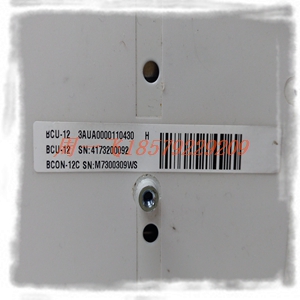 BCU-12 3AUA0000110430 H
BCU-12 SN:4173200092
BCON-12C SN:M7300309WS